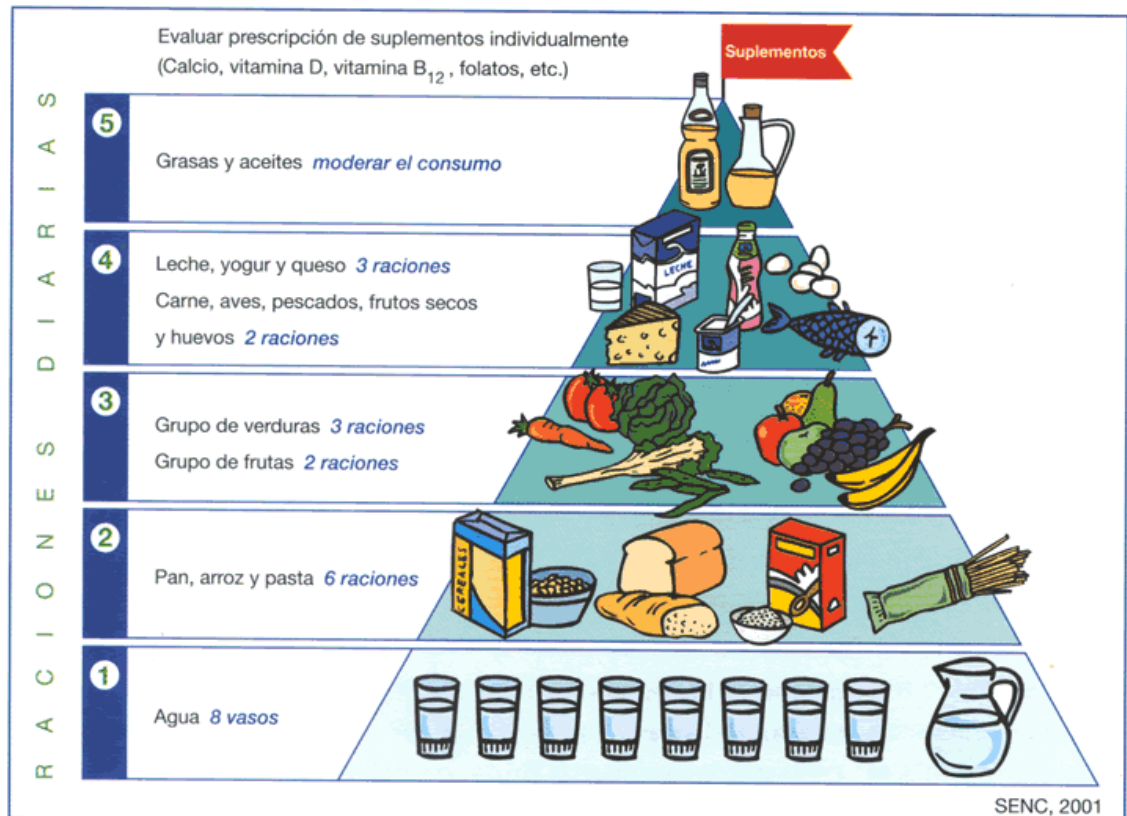 Evaluar prescripción de suplementos individualmente
(Calcio, vitamina D, vitamina B12, folatos, etc.)
Suplementos
RACIONES DIARIAS
5
Grasas y aceites moderar el consumo
4
Leche, yogur y queso 3 raciones
Carne, aves, pescados, frutos secos
y huevos 2 raciones
LECHE
3
Grupo de verduras 3 raciones
Grupo de frutas 2 raciones
2
Pan, arroz y pasta 6 raciones
CEREALES
1
Agua 8 vasos
SENC, 2001